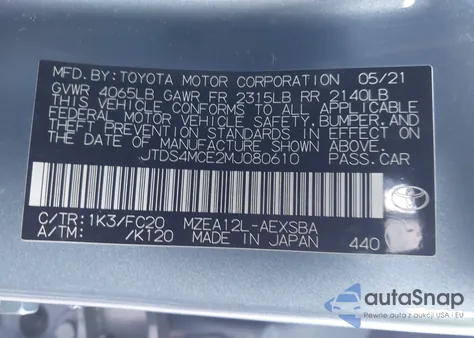 MFD. BY: TOYOTA MOTOR CORPORATION 05/21
GVWR 4065LB GAWR FR 2315LB RR 2140LB
THIS VEHICLE CONFORMS TO ALL APPLICABLE
FEDERAL MOTOR VEHICLE SAFETY, BUMPER, AND
THEFT PREVENTION STANDARDS IN EFFECT ON
THE DATE OF MANUFACTURE SHOWN ABOVE.
JTDS4MCE2MJ080610 PASS.CAR
C/TR: 1K3/FC20 MZEA12L-AEXSBA
A/TM: /K120 MADE IN JAPAN 440
TOYOTA
autoSnap
Pewne auta z aukcji USA i EU